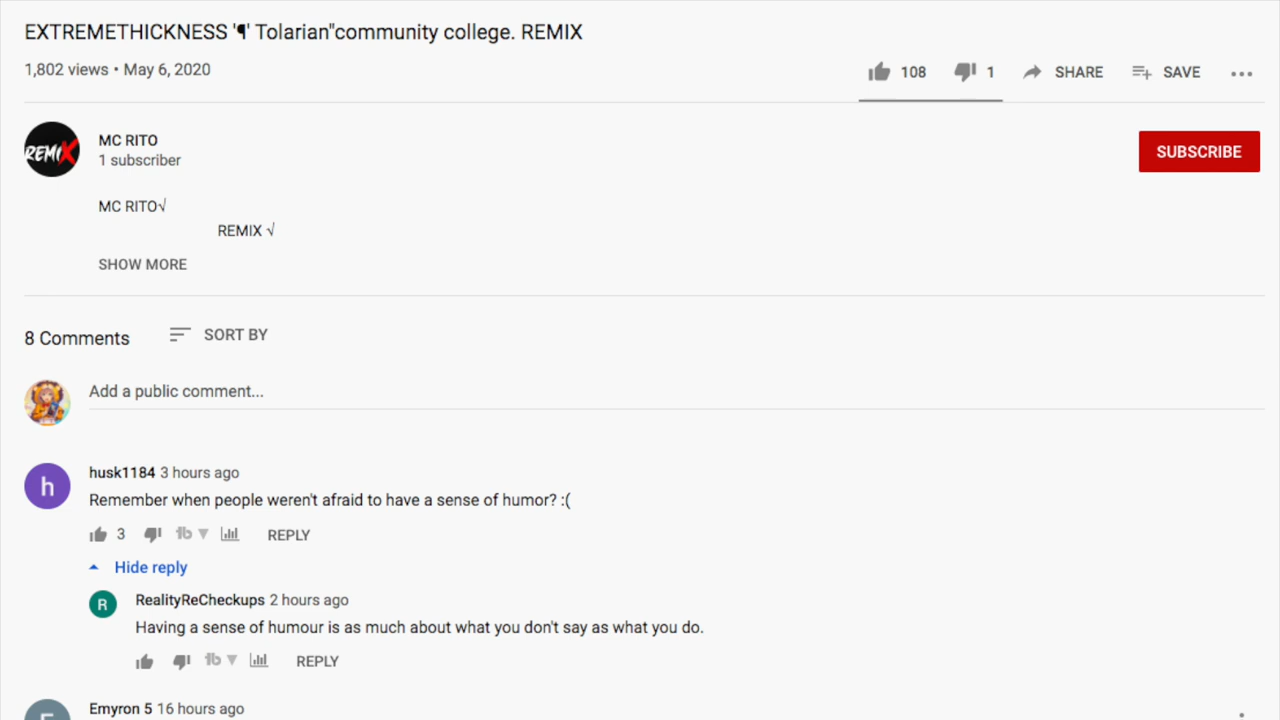 EXTREMETHICKNESS '¶' Tolarian"community college. REMIX
1,802 views • May 6, 2020
108 1 SHARE SAVE
REMIX
MC RITO
1 subscriber
SUBSCRIBE
MC RITO√
REMIX √
SHOW MORE
8 Comments SORT BY
Add a public comment...
h
husk1184 3 hours ago
Remember when people weren't afraid to have a sense of humor? :(
3 tb REPLY
Hide reply
R
RealityReCheckups 2 hours ago
Having a sense of humour is as much about what you don't say as what you do.
tb REPLY
Emyron 5 16 hours ago